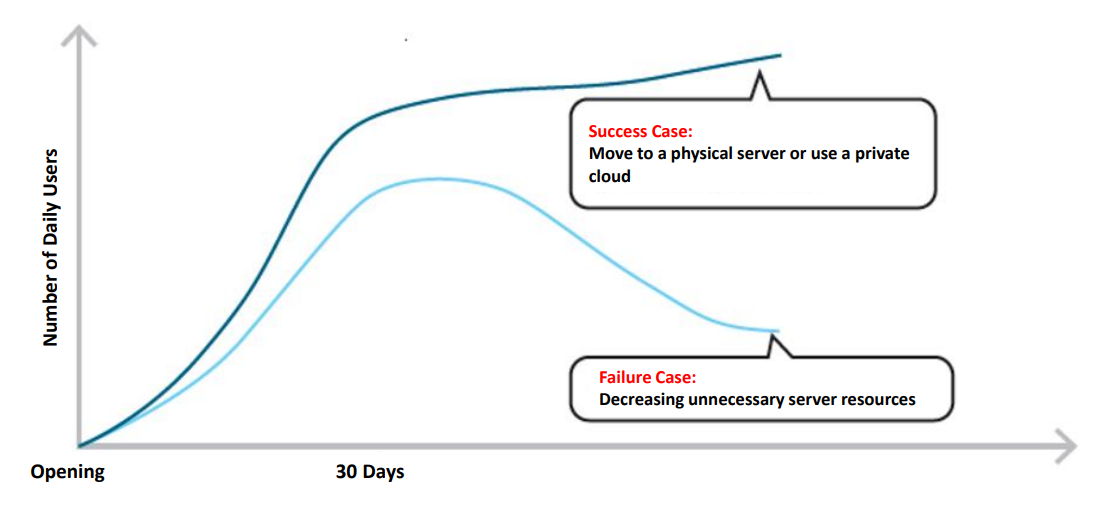 Number of Daily Users
Success Case:
Move to a physical server or use a private
cloud
Failure Case:
Decreasing unnecessary server resources
Opening
30 Days